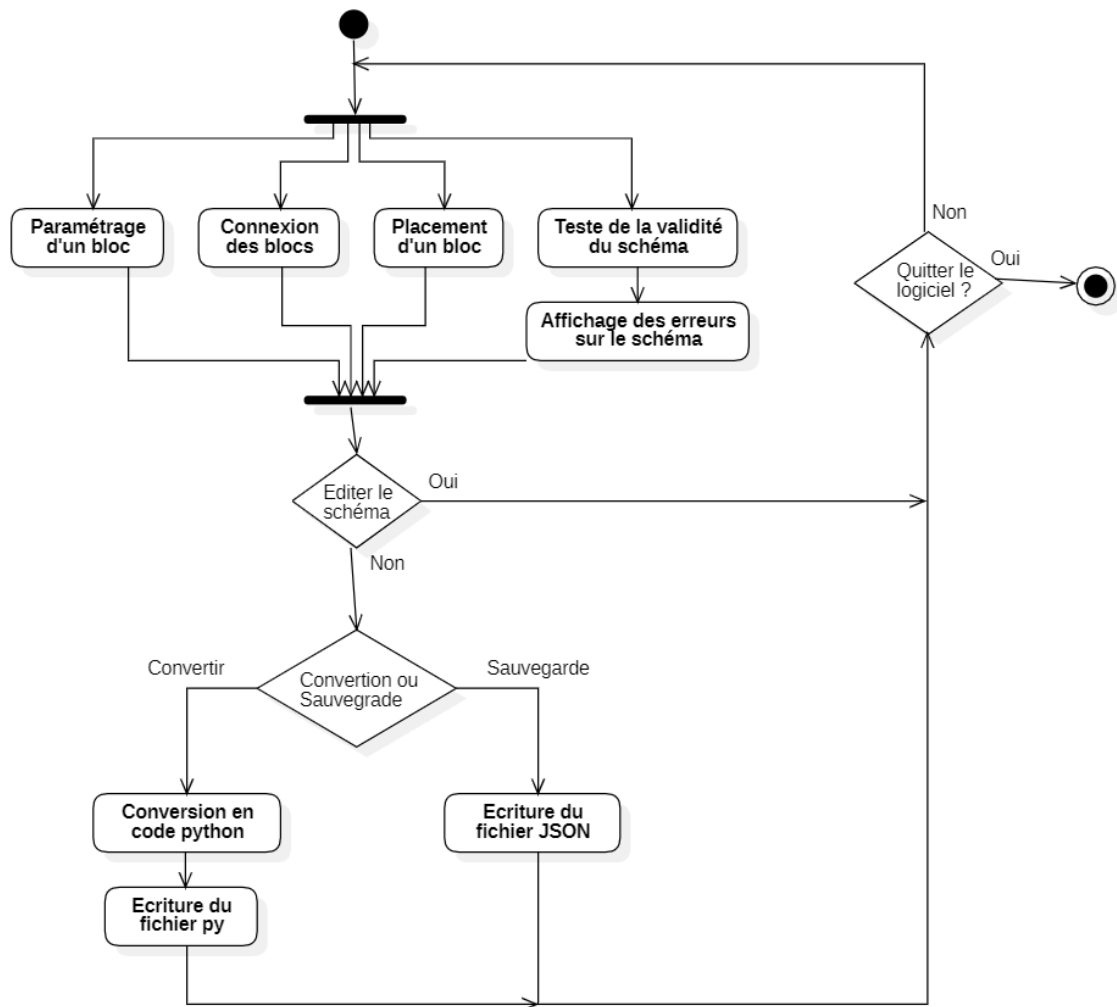 Paramétrage
d'un bloc
Connexion
des blocs
Placement
d'un bloc
Teste de la validité
du schéma
Affichage des erreurs
sur le schéma
Non
Quitter le
logiciel ?
Oui
Editer le
schéma
Oui
Non
Convertir
Convertion ou
Sauvegrade
Sauvegarde
Conversion en
code python
Ecriture du
fichier JSON
Ecriture du
fichier py